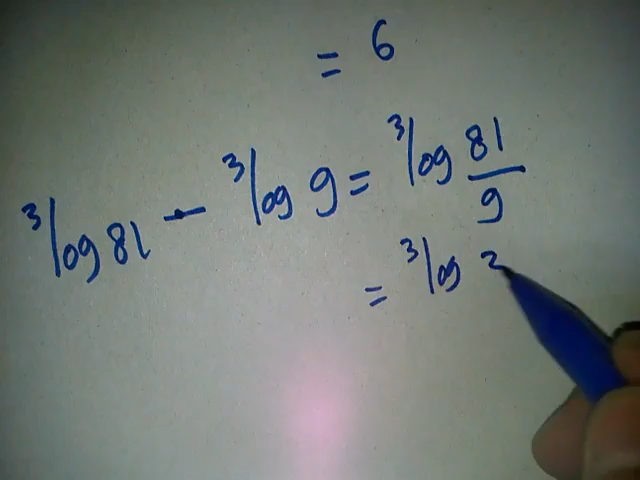 = 6
³log 81 - ³log 9 = ³log 81/9
= ³log